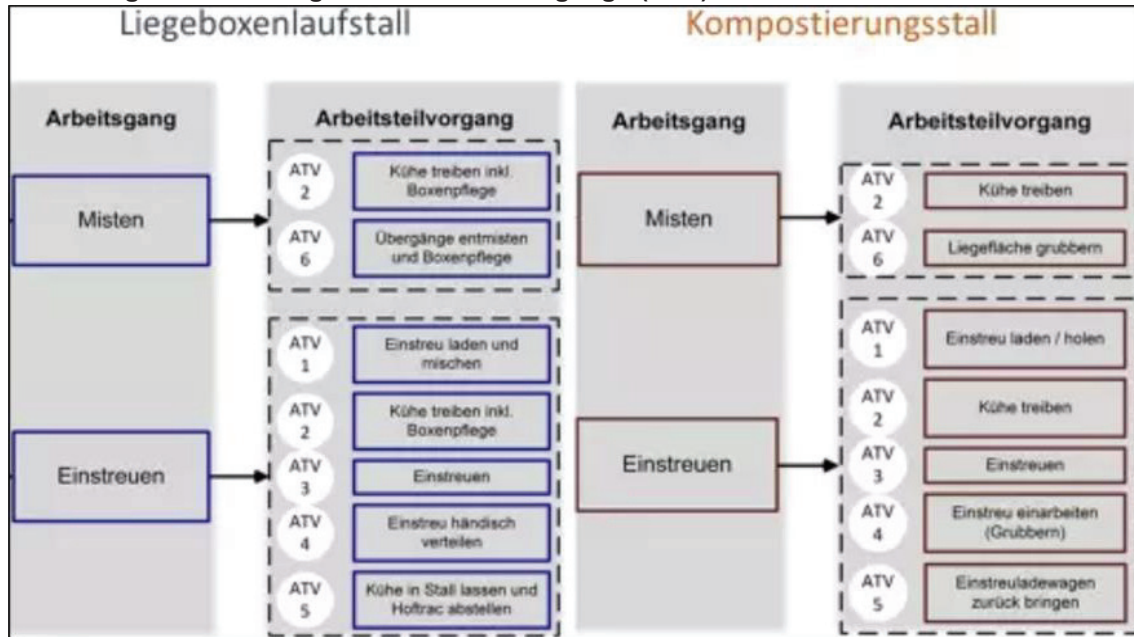 Liegeboxenlaufstall
Kompostierungsstall
Arbeitsgang
Arbeitsteilvorgang
Misten
ATV
2
Kühe treiben inkl.
Boxenpflege
ATV
6
Übergänge entmisten
und Boxenpflege
Einstreuen
ATV
1
Einstreu laden und
mischen
ATV
2
Kühe treiben inkl.
Boxenpflege
ATV
3
Einstreuen
ATV
4
Einstreu händisch
verteilen
ATV
5
Kühe in Stall lassen und
Hoftrac abstellen
Arbeitsgang
Arbeitsteilvorgang
Misten
ATV
2
Kühe treiben
ATV
6
Liegefläche grubbern
Einstreuen
ATV
1
Einstreu laden / holen
ATV
2
Kühe treiben
ATV
3
Einstreuen
ATV
4
Einstreu einarbeiten
(Grubbern)
ATV
5
Einstreuladewagen
zurück bringen